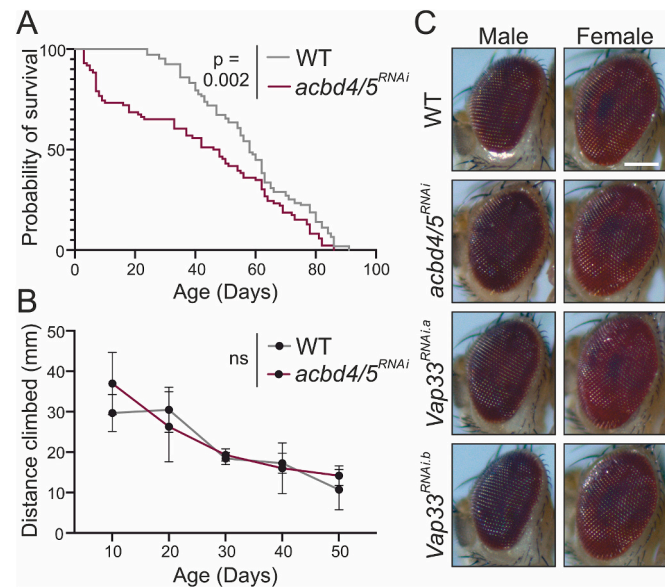 A
Probability of survival
100
50
0
0 20 40 60 80 100
Age (Days)
p =
0.002
WT
acbd4/5RNAi
B
Distance climbed (mm)
50
40
30
20
10
0
10 20 30 40 50
Age (Days)
ns
WT
acbd4/5RNAi
C
Male Female
WT
acbd4/5RNAi
Vap33RNAi.a
Vap33RNAi.b